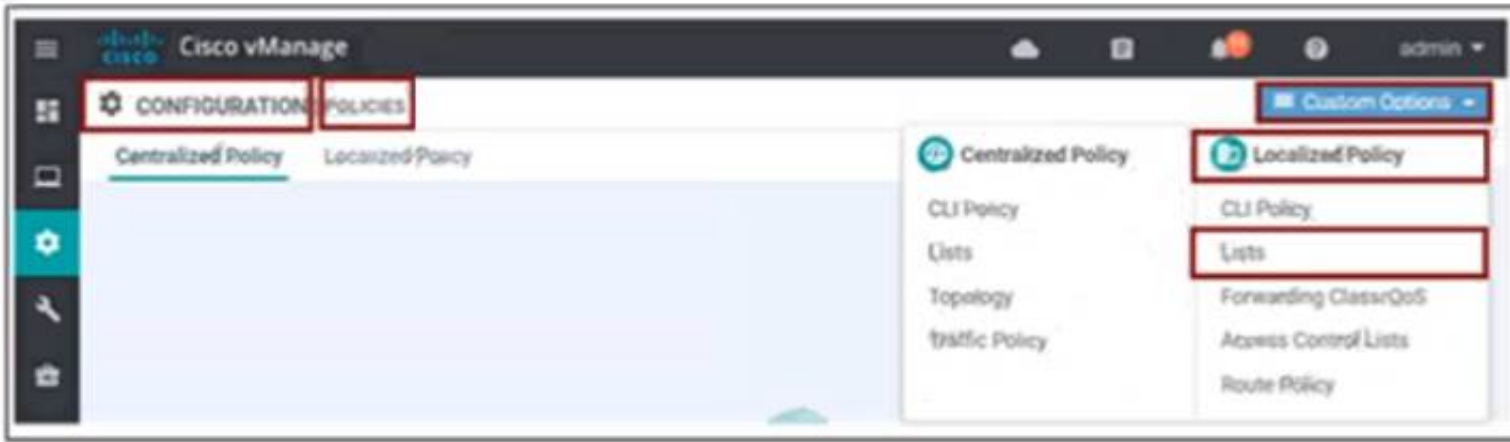 CISCO Cisco vManage admin
CONFIGURATION POLICIES Custom Options
Centralized Policy Localized Policy
Centralized Policy Localized Policy
CLI Policy CLI Policy
Lists Lists
Topology Forwarding Class/QoS
Traffic Policy Access Control Lists
Route Policy